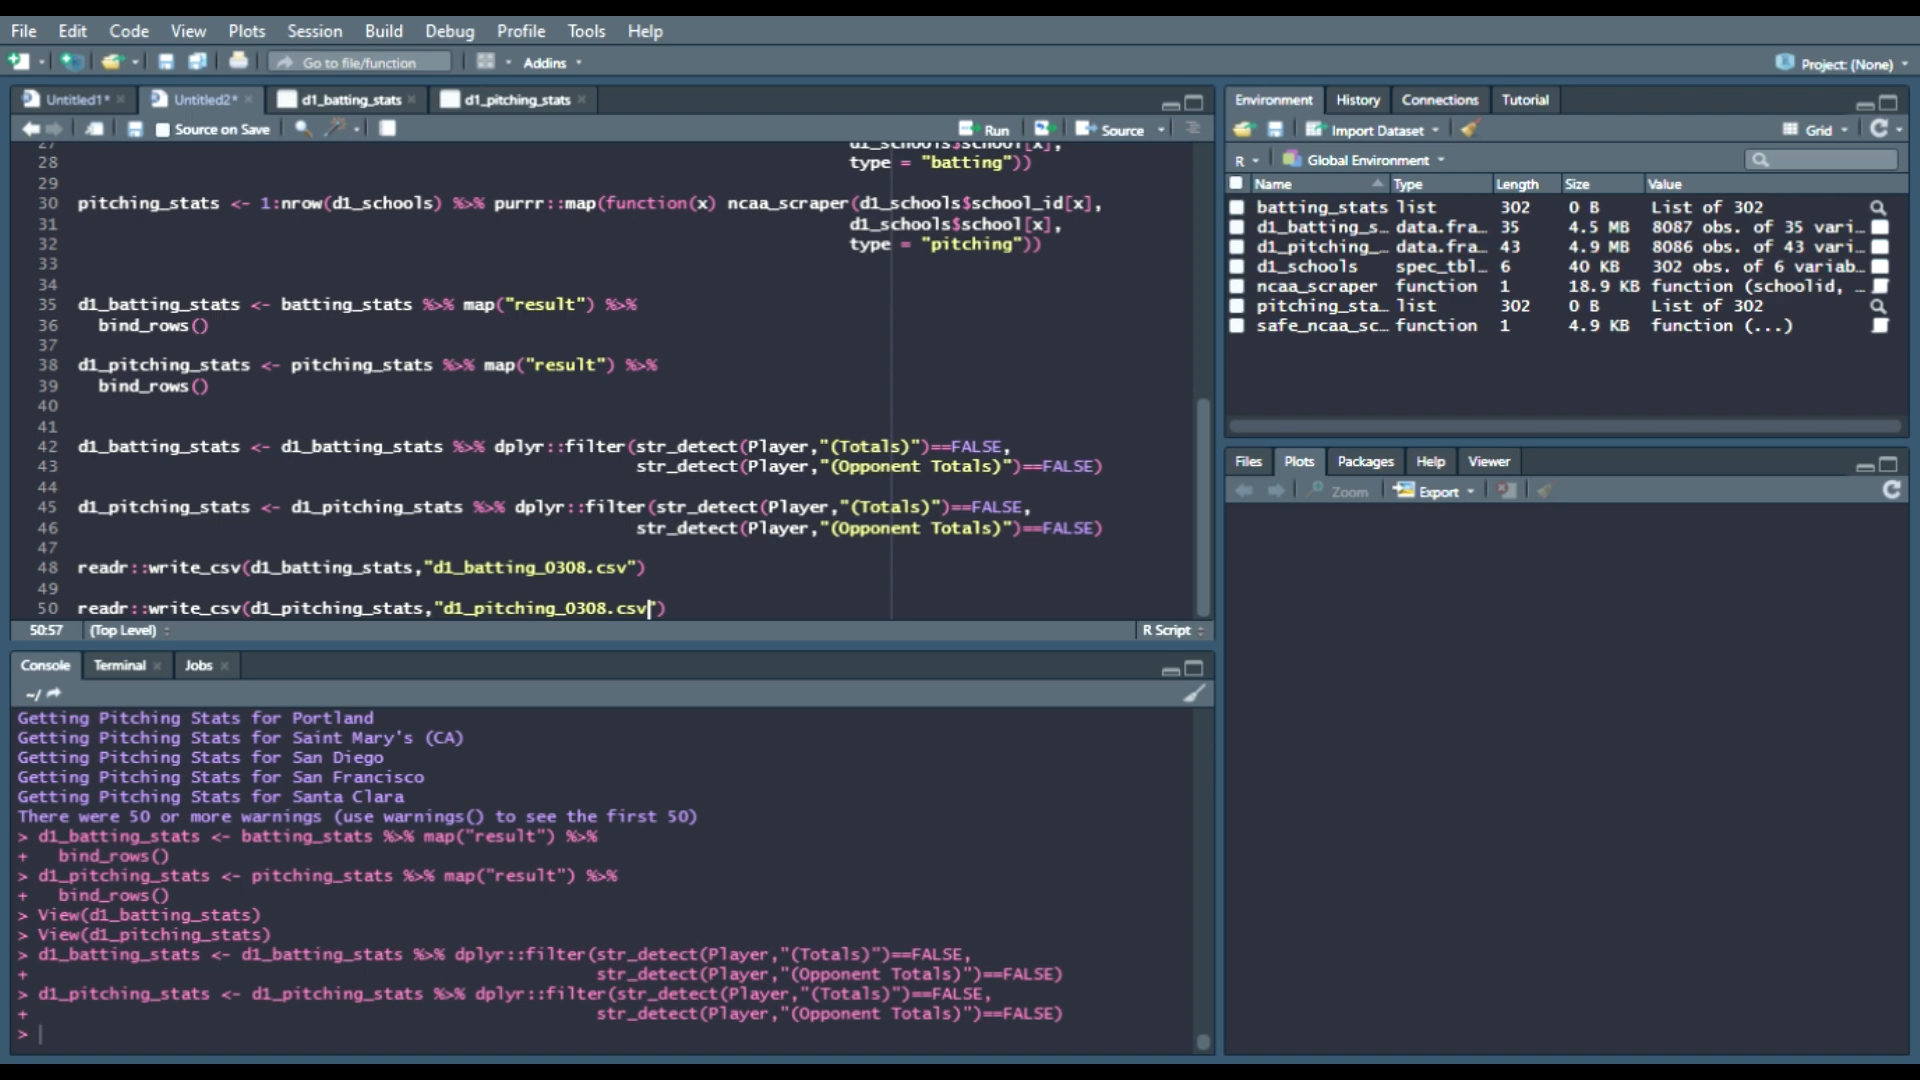 File Edit Code View Plots Session Build Debug Profile Tools Help
Go to file/function Addins Project: (None)
Untitled1* Untitled2* d1_batting_stats d1_pitching_stats
Source on Save Run Source
27 d1_schools$school[x],
28 type = "batting"))
29
30 pitching_stats <- 1:nrow(d1_schools) %>% purrr::map(function(x) ncaa_scraper(d1_schools$school_id[x],
31 d1_schools$school[x],
32 type = "pitching"))
33
34
35 d1_batting_stats <- batting_stats %>% map("result") %>%
36 bind_rows()
37
38 d1_pitching_stats <- pitching_stats %>% map("result") %>%
39 bind_rows()
40
41
42 d1_batting_stats <- d1_batting_stats %>% dplyr::filter(str_detect(Player,"(Totals)")==FALSE,
43 str_detect(Player,"(Opponent Totals)")==FALSE)
44
45 d1_pitching_stats <- d1_pitching_stats %>% dplyr::filter(str_detect(Player,"(Totals)")==FALSE,
46 str_detect(Player,"(Opponent Totals)")==FALSE)
47
48 readr::write_csv(d1_batting_stats,"d1_batting_0308.csv")
49
50 readr::write_csv(d1_pitching_stats,"d1_pitching_0308.csv")
50:57 (Top Level) R Script
Console Terminal Jobs
~/
Getting Pitching Stats for Portland
Getting Pitching Stats for Saint Mary's (CA)
Getting Pitching Stats for San Diego
Getting Pitching Stats for San Francisco
Getting Pitching Stats for Santa Clara
There were 50 or more warnings (use warnings() to see the first 50)
> d1_batting_stats <- batting_stats %>% map("result") %>%
+ bind_rows()
> d1_pitching_stats <- pitching_stats %>% map("result") %>%
+ bind_rows()
> View(d1_batting_stats)
> View(d1_pitching_stats)
> d1_batting_stats <- d1_batting_stats %>% dplyr::filter(str_detect(Player,"(Totals)")==FALSE,
+ str_detect(Player,"(Opponent Totals)")==FALSE)
> d1_pitching_stats <- d1_pitching_stats %>% dplyr::filter(str_detect(Player,"(Totals)")==FALSE,
+ str_detect(Player,"(Opponent Totals)")==FALSE)
>
Environment History Connections Tutorial
Import Dataset Grid
R Global Environment
Name Type Length Size Value
batting_stats list 302 0 B List of 302
d1_batting_s… data.fra… 35 4.5 MB 8087 obs. of 35 vari…
d1_pitching_… data.fra… 43 4.9 MB 8086 obs. of 43 vari…
d1_schools spec_tbl… 6 40 KB 302 obs. of 6 variab…
ncaa_scraper function 1 18.9 KB function (schoolid, …
pitching_sta… list 302 0 B List of 302
safe_ncaa_sc… function 1 4.9 KB function (...)
Files Plots Packages Help Viewer
Zoom Export